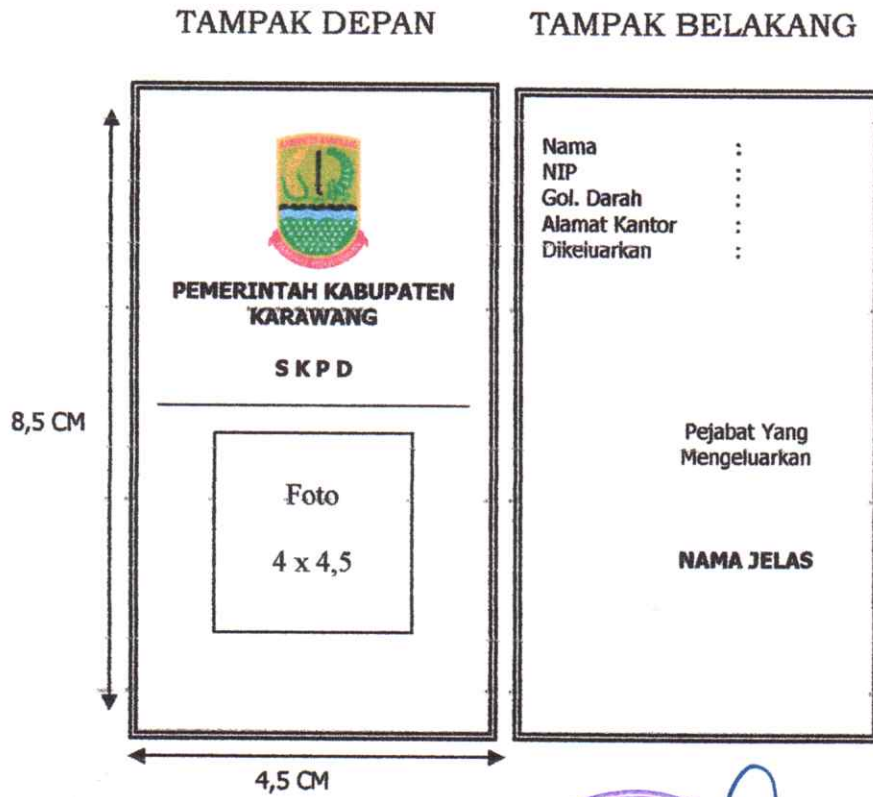 TAMPAK DEPAN
TAMPAK BELAKANG
PEMERINTAH KABUPATEN
KARAWANG
S K P D
Foto
4 x 4,5
8,5 CM
4,5 CM
Nama :
NIP :
Gol. Darah :
Alamat Kantor :
Dikeluarkan :
Pejabat Yang
Mengeluarkan
NAMA JELAS